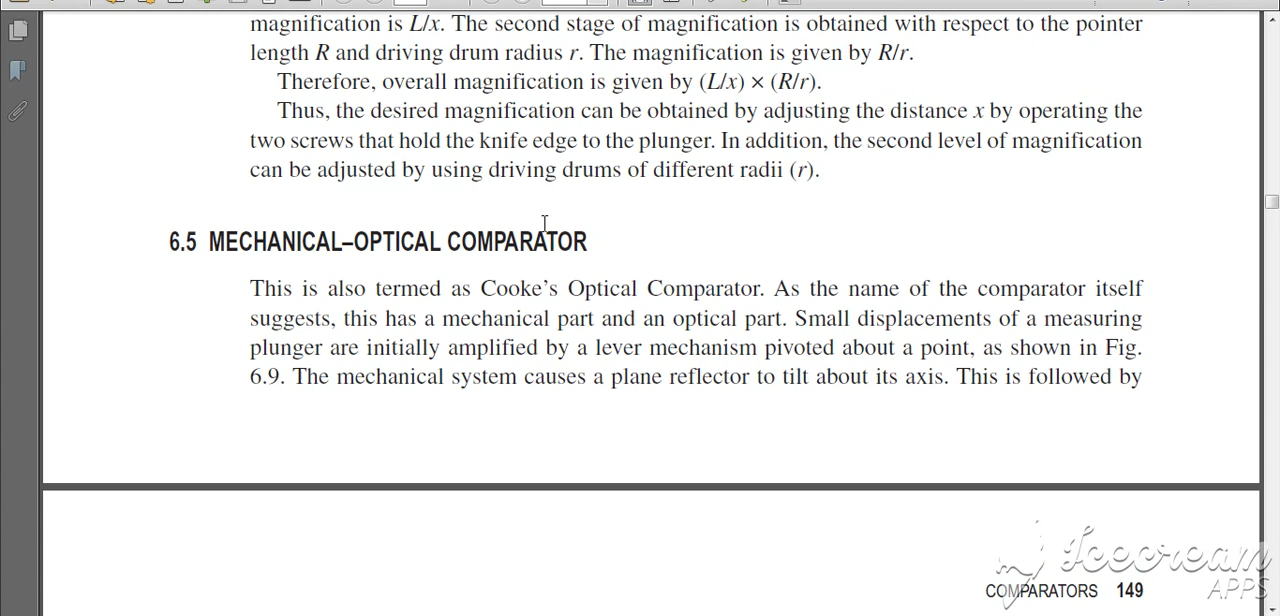 magnification is L/x. The second stage of magnification is obtained with respect to the pointer
length R and driving drum radius r. The magnification is given by R/r.
Therefore, overall magnification is given by (L/x) × (R/r).
Thus, the desired magnification can be obtained by adjusting the distance x by operating the
two screws that hold the knife edge to the plunger. In addition, the second level of magnification
can be adjusted by using driving drums of different radii (r).
6.5 MECHANICAL–OPTICAL COMPARATOR
This is also termed as Cooke’s Optical Comparator. As the name of the comparator itself
suggests, this has a mechanical part and an optical part. Small displacements of a measuring
plunger are initially amplified by a lever mechanism pivoted about a point, as shown in Fig.
6.9. The mechanical system causes a plane reflector to tilt about its axis. This is followed by
Icecream
APPS
COMPARATORS 149